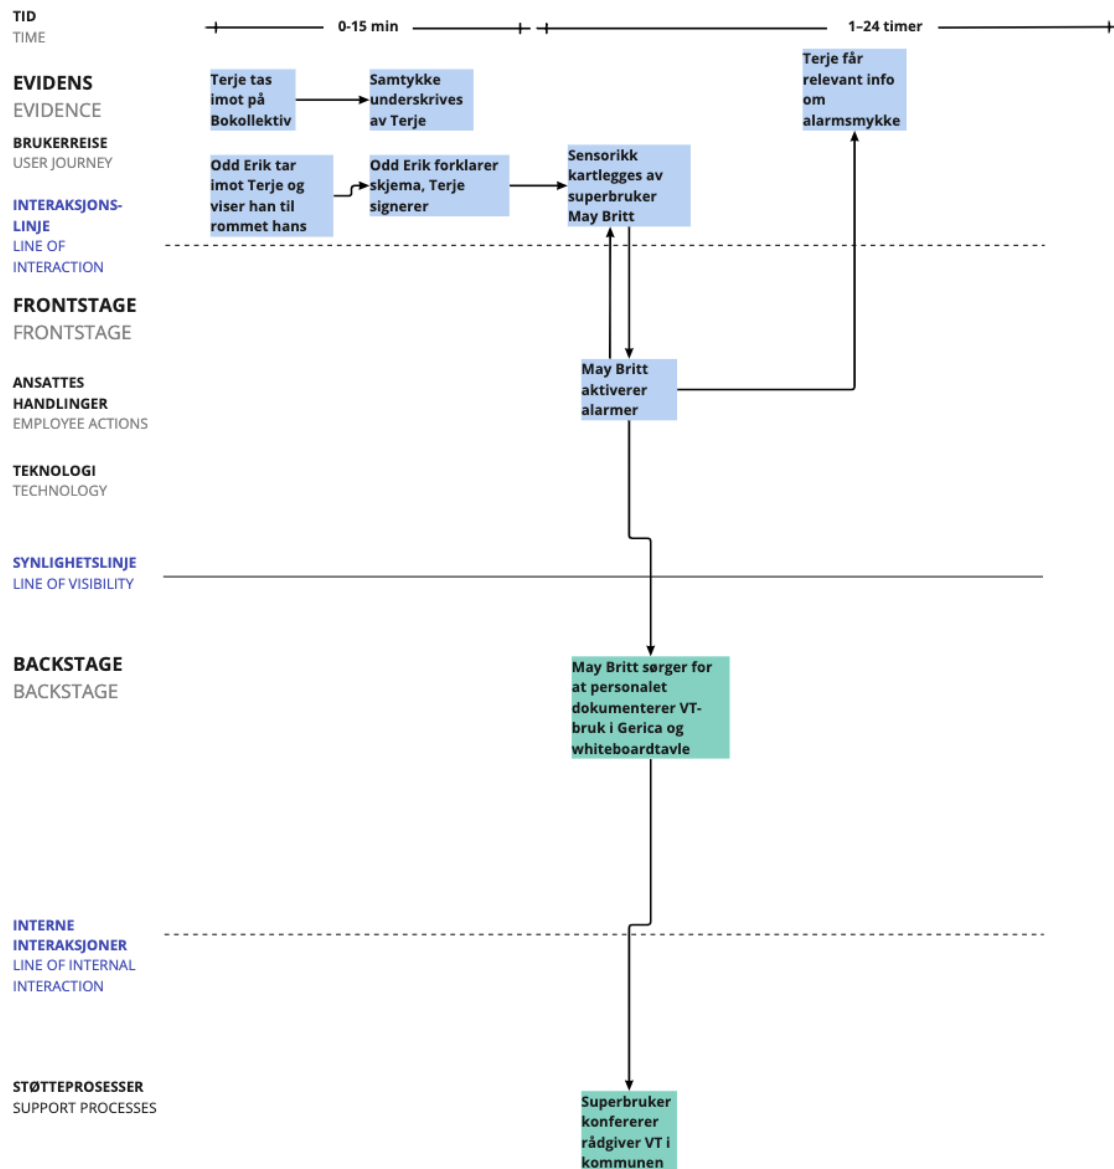 TID
TIME
0-15 min
1–24 timer
EVIDENS
EVIDENCE
Terje tas
imot på
Bokollektiv
Samtykke
underskrives
av Terje
Terje får
relevant info
om
alarmsmykke
BRUKERREISE
USER JOURNEY
Odd Erik tar
imot Terje og
viser han til
rommet hans
Odd Erik forklarer
skjema, Terje
signerer
Sensorikk
kartlegges av
superbruker
May Britt
INTERAKSJONS-
LINJE
LINE OF
INTERACTION
FRONTSTAGE
FRONTSTAGE
ANSATTES
HANDLINGER
EMPLOYEE ACTIONS
May Britt
aktiverer
alarmer
TEKNOLOGI
TECHNOLOGY
SYNLIGHETSLINJE
LINE OF VISIBILITY
BACKSTAGE
BACKSTAGE
May Britt sørger for
at personalet
dokumenterer VT-
bruk i Gerica og
whiteboardtavle
INTERNE
INTERAKSJONER
LINE OF INTERNAL
INTERACTION
STØTTEPROSESSER
SUPPORT PROCESSES
Superbruker
konfererer
rådgiver VT i
kommunen